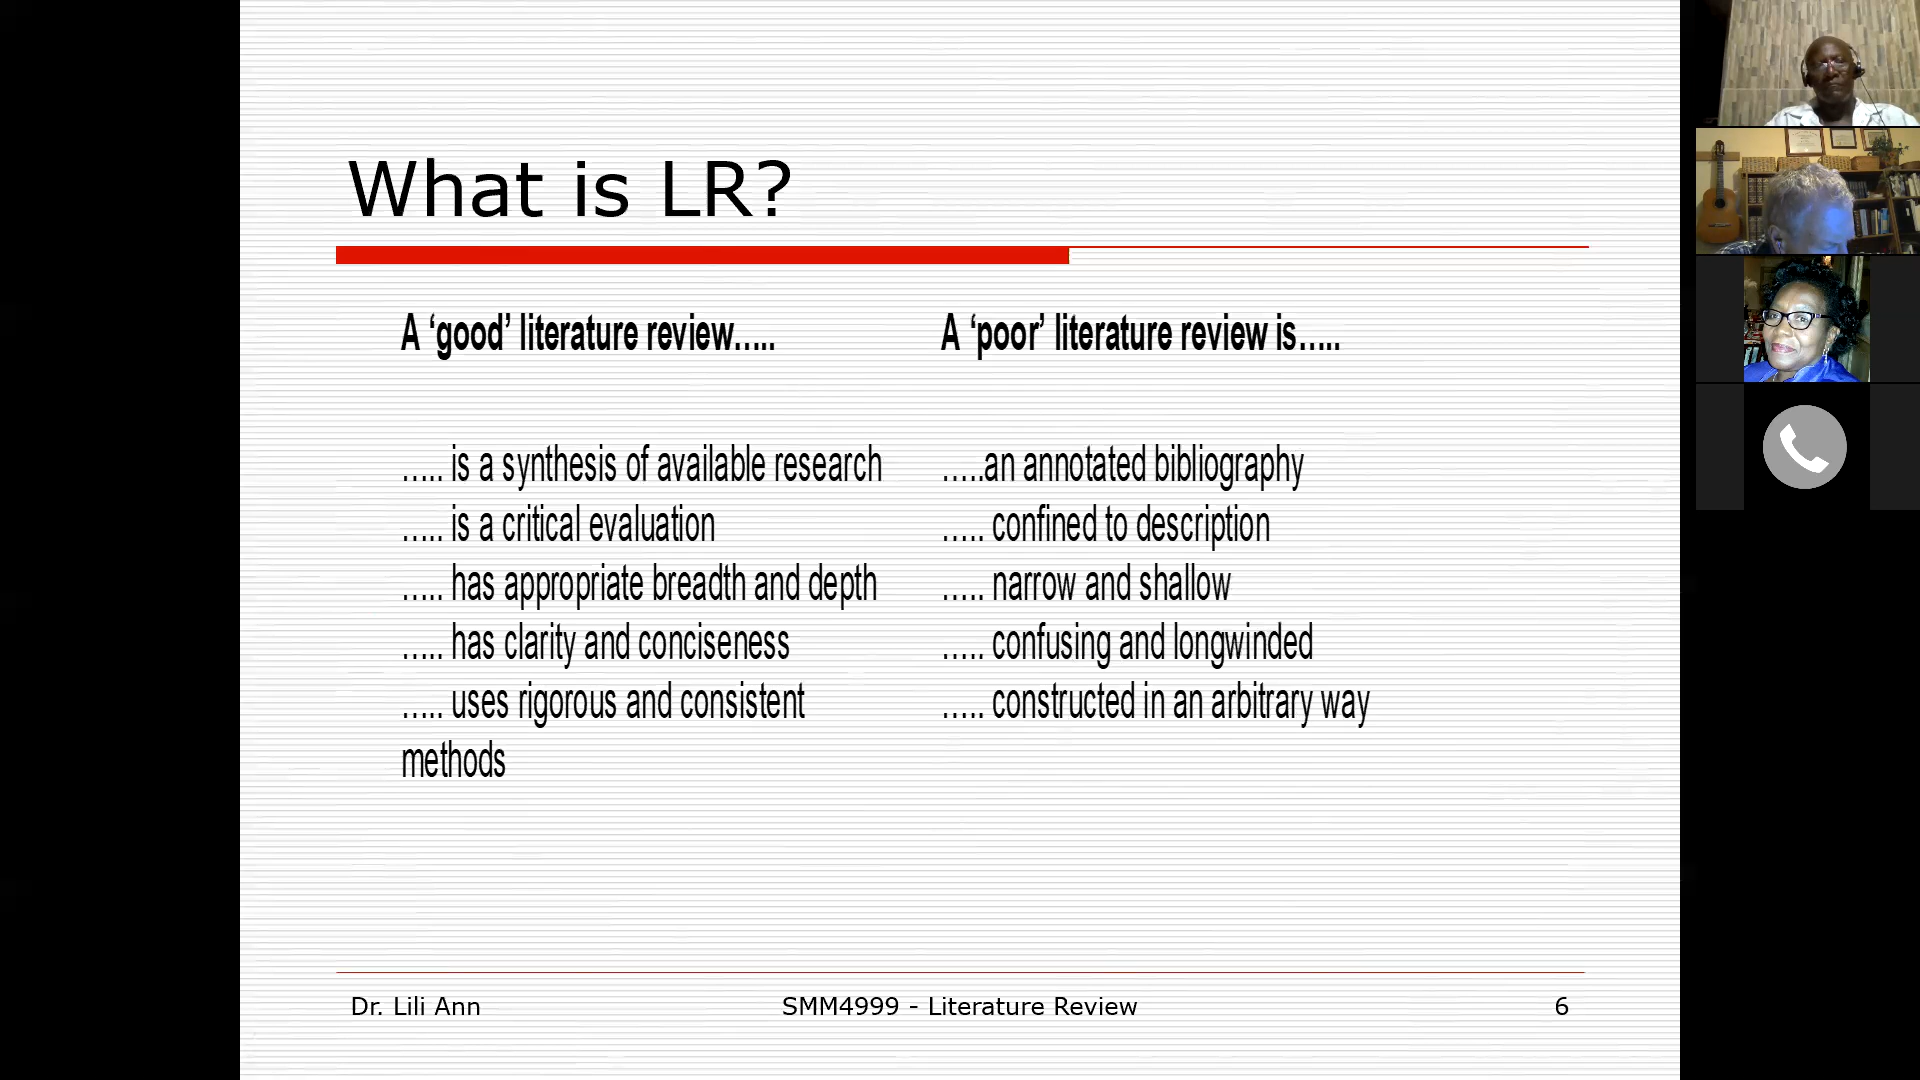 What is LR?
A ‘good’ literature review…..
….. is a synthesis of available research
….. is a critical evaluation
….. has appropriate breadth and depth
….. has clarity and conciseness
….. uses rigorous and consistent
methods
A ‘poor’ literature review is…..
…..an annotated bibliography
….. confined to description
….. narrow and shallow
….. confusing and longwinded
….. constructed in an arbitrary way
Dr. Lili Ann
SMM4999 - Literature Review
6